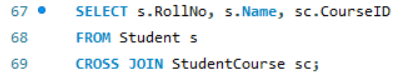 67 SELECT s.RollNo, s.Name, sc.CourseID
68 FROM Student s
69 CROSS JOIN StudentCourse sc;